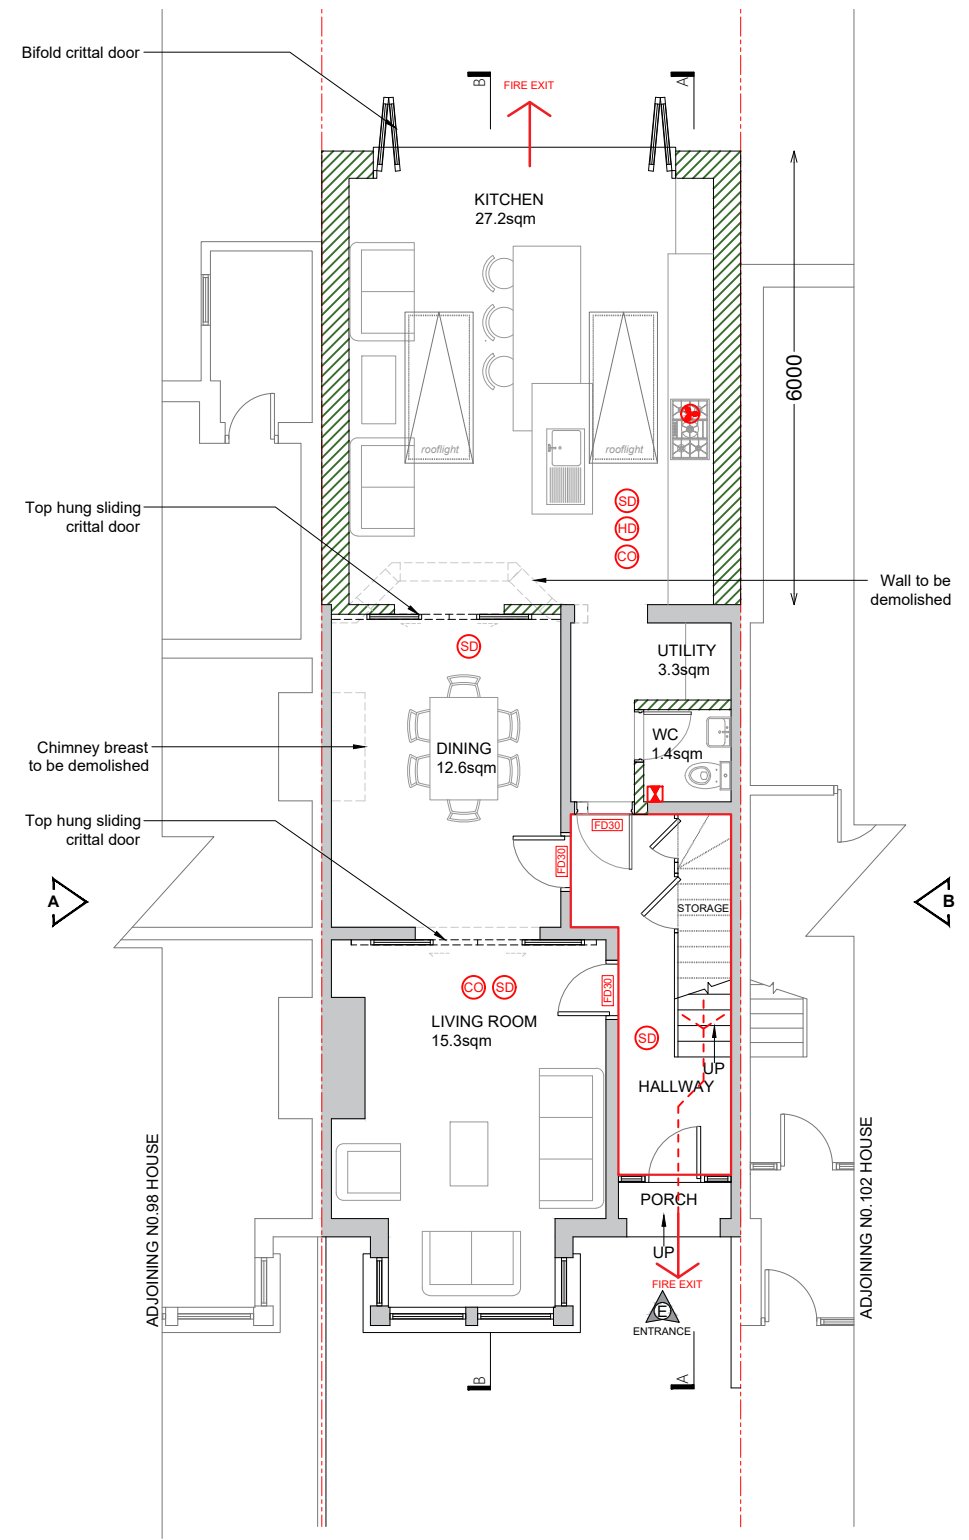 Bifold crittal door
B
A
FIRE EXIT
KITCHEN
27.2sqm
6000
rooflight
rooflight
Top hung sliding
crittal door
SD
HD
CO
Wall to be
demolished
SD
UTILITY
3.3sqm
Chimney breast
to be demolished
DINING
12.6sqm
WC
1.4sqm
Top hung sliding
crittal door
FD30
FD30
A
B
STORAGE
CO
SD
FD30
LIVING ROOM
15.3sqm
SD
UP
HALLWAY
ADJOINING N0.98 HOUSE
ADJOINING N0.102 HOUSE
PORCH
UP
FIRE EXIT
E
ENTRANCE
B
A